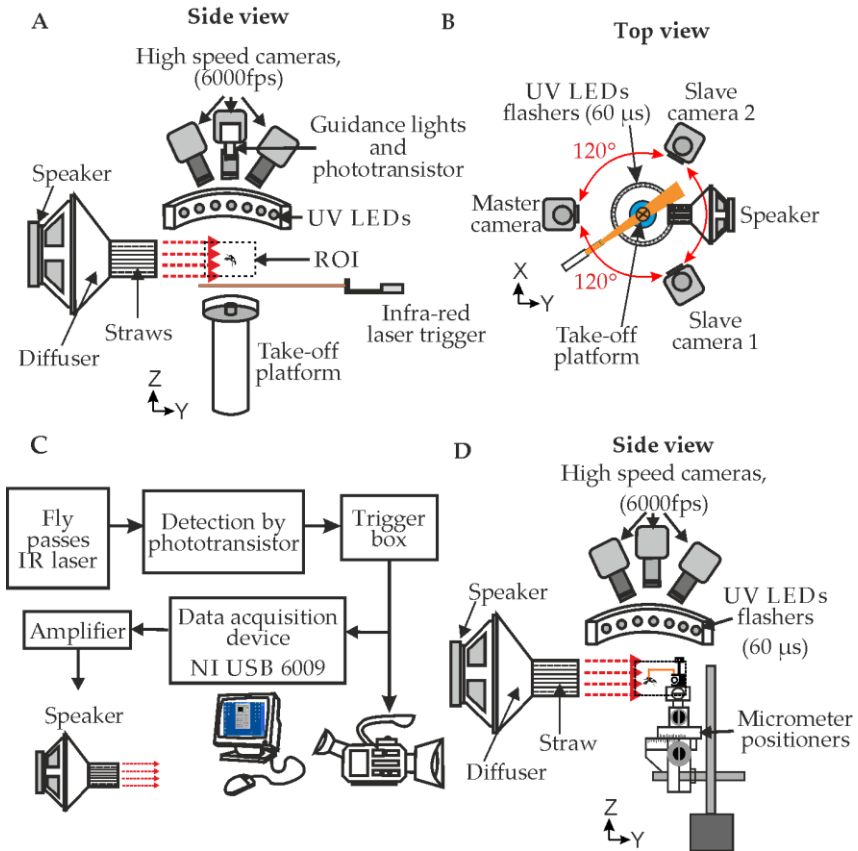 A
Side view
High speed cameras,
(6000fps)
Guidance lights
and
phototransistor
Speaker
UV LEDs
ROI
Straws
Diffuser
Infra-red
laser trigger
Take-off
platform
Z
Y
B
Top view
UV LEDs
flashers (60 µs)
Slave
camera 2
120°
Master
camera
Speaker
120°
X
Y
Take-off
platform
Slave
camera 1
C
Fly
passes
IR laser
Detection by
phototransistor
Trigger
box
Amplifier
Data acquisition
device
NI USB 6009
Speaker
D
Side view
High speed cameras,
(6000fps)
Speaker
UV LEDs
flashers
(60 µs)
Straw
Diffuser
Micrometer
positioners
Z
Y